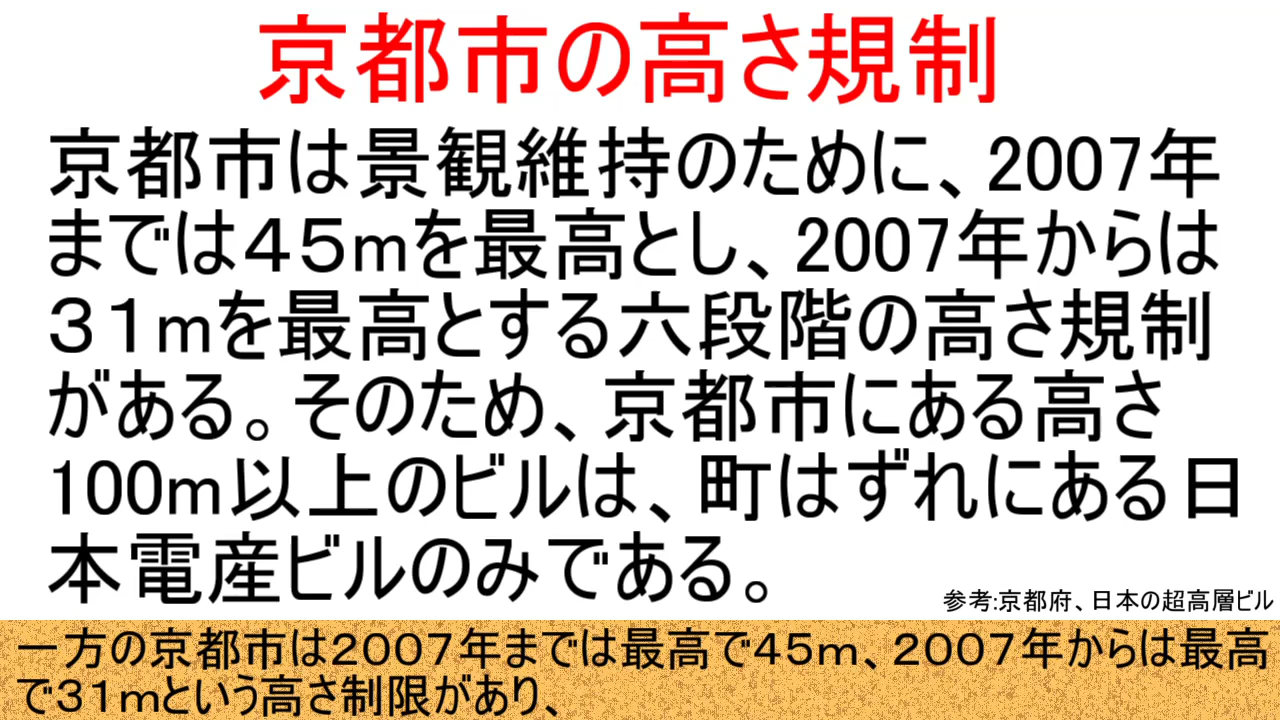 京都市の高さ規制
京都市は景観維持のために、2007年
までは４５ｍを最高とし、2007年からは
３１ｍを最高とする六段階の高さ規制
がある。そのため、京都市にある高さ
100ｍ以上のビルは、町はずれにある日
本電産ビルのみである。
参考:京都府、日本の超高層ビル
一方の京都市は２００７年までは最高で４５ｍ、２００７年からは最高
で３１ｍという高さ制限があり、